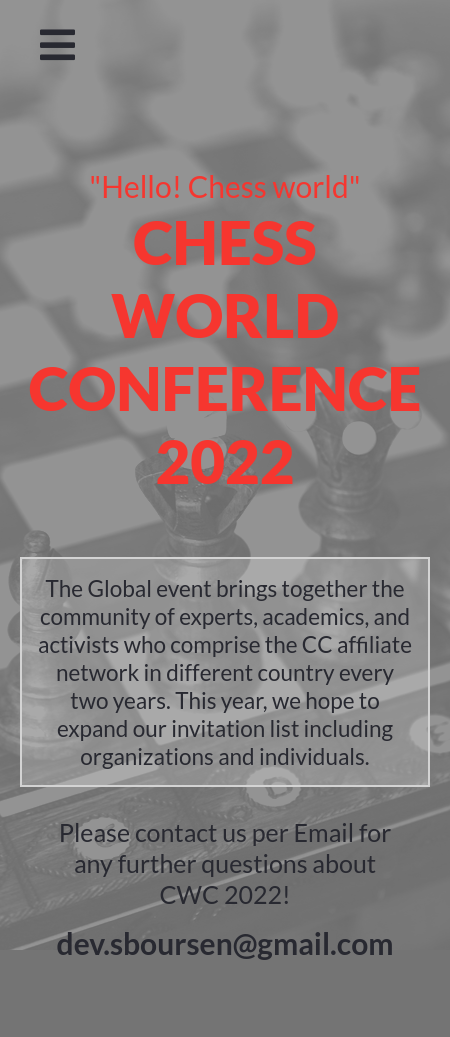 "Hello! Chess world"
CHESS
WORLD
CONFERENCE
2022
The Global event brings together the
community of experts, academics, and
activists who comprise the CC affiliate
network in different country every
two years. This year, we hope to
expand our invitation list including
organizations and individuals.
Please contact us per Email for
any further questions about
CWC 2022!
dev.sboursen@gmail.com